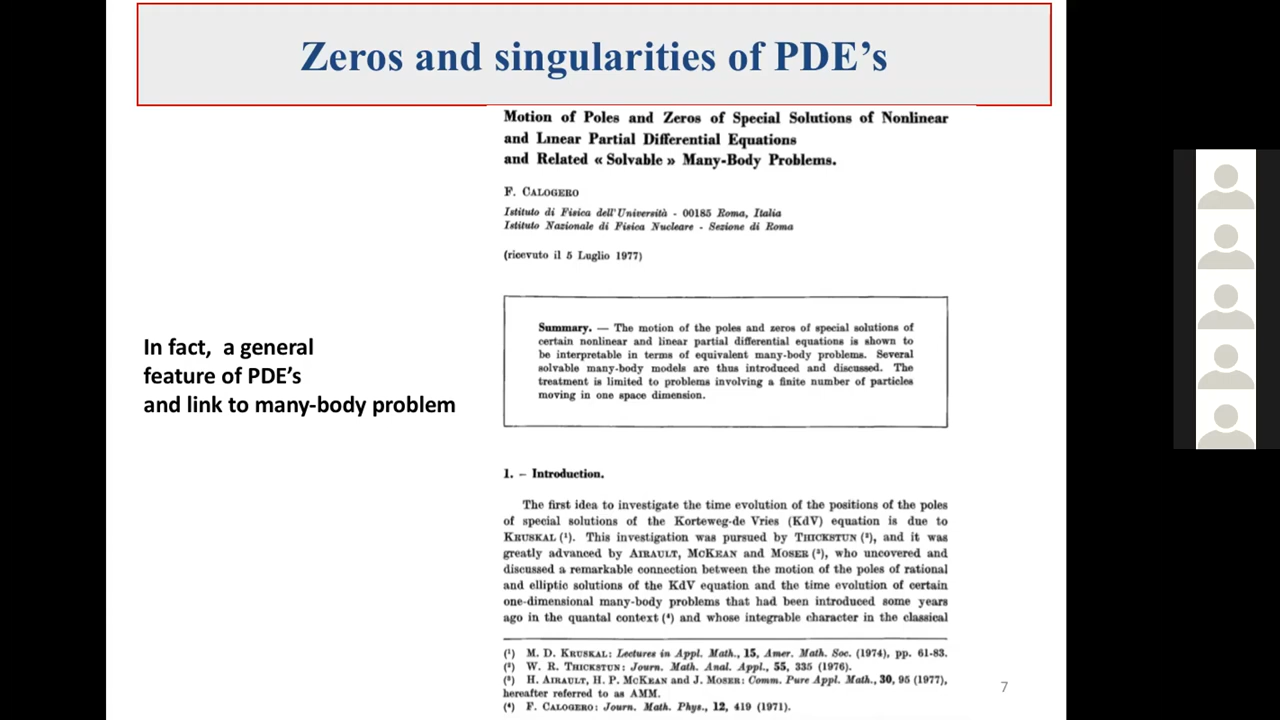 Zeros and singularities of PDE's
Motion of Poles and Zeros of Special Solutions of Nonlinear
and Linear Partial Differential Equations
and Related « Solvable » Many-Body Problems.
F. CALOGERO
Istituto di Fisica dell'Università - 00185 Roma, Italia
Istituto Nazionale di Fisica Nucleare - Sezione di Roma
(ricevuto il 5 Luglio 1977)
Summary. — The motion of the poles and zeros of special solutions of
certain nonlinear and linear partial differential equations is shown to
be interpretable in terms of equivalent many-body problems. Several
solvable many-body models are thus introduced and discussed. The
treatment is limited to problems involving a finite number of particles
moving in one space dimension.
In fact, a general
feature of PDE's
and link to many-body problem
1. – Introduction.
The first idea to investigate the time evolution of the positions of the poles
of special solutions of the Korteweg-de Vries (KdV) equation is due to
KRUSKAL (¹). This investigation was pursued by THICKSTUN (²), and it was
greatly advanced by AIRAULT, MCKEAN and MOSER (³), who uncovered and
discussed a remarkable connection between the motion of the poles of rational
and elliptic solutions of the KdV equation and the time evolution of certain
one-dimensional many-body problems that had been introduced some years
ago in the quantal context (⁴) and whose integrable character in the classical
(¹) M. D. KRUSKAL: Lectures in Appl. Math., 15, Amer. Math. Soc. (1974), pp. 61-83.
(²) W. R. THICKSTUN: Journ. Math. Anal. Appl., 55, 335 (1976).
(³) H. AIRAULT, H. P. MCKEAN and J. MOSER: Comm. Pure Appl. Math., 30, 95 (1977),
hereafter referred to as AMM.
(⁴) F. CALOGERO: Journ. Math. Phys., 12, 419 (1971).
7